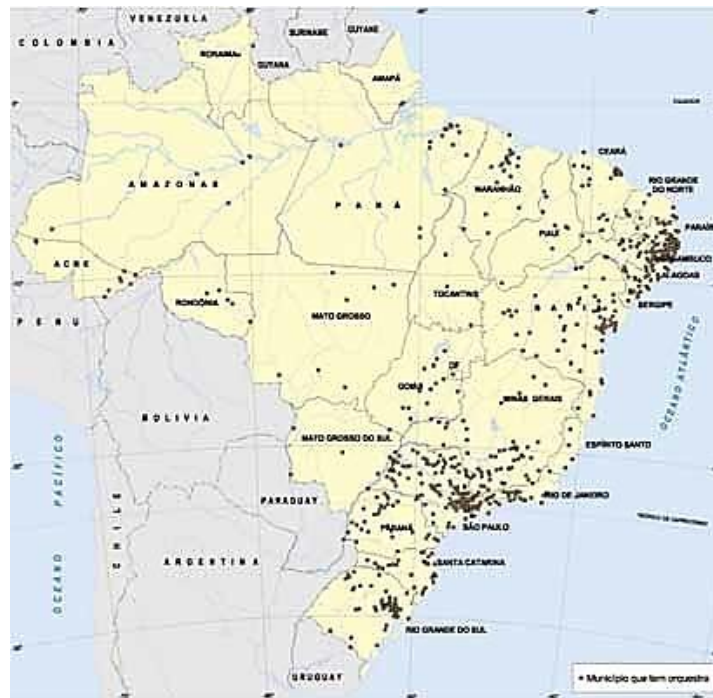 VENEZUELA
COLOMBIA
SURINAME
GUYANE
GUYANA
RORAIMA
AMAPÁ
CEARÁ
AMAZONAS
PARÁ
MARANHÃO
RIO GRANDE
DO NORTE
PIAUÍ
PARAÍB
ACRE
ALAGOAS
TOCANTINS
SERGIPE
RONDÔNIA
MATO GROSSO
BAHIA
PERU
GOIÁS
DF
OCEANO ATLÂNTICO
BOLIVIA
MINAS GERAIS
MATO GROSSO DO SUL
ESPÍRITO SANTO
OCEANO PACÍFICO
PARAGUAY
RIO DE JANEIRO
CHILE
PARANÁ
SÃO PAULO
ARGENTINA
SANTA CATARINA
RIO GRANDE DO SUL
URUGUAY
Município que tem orquestra